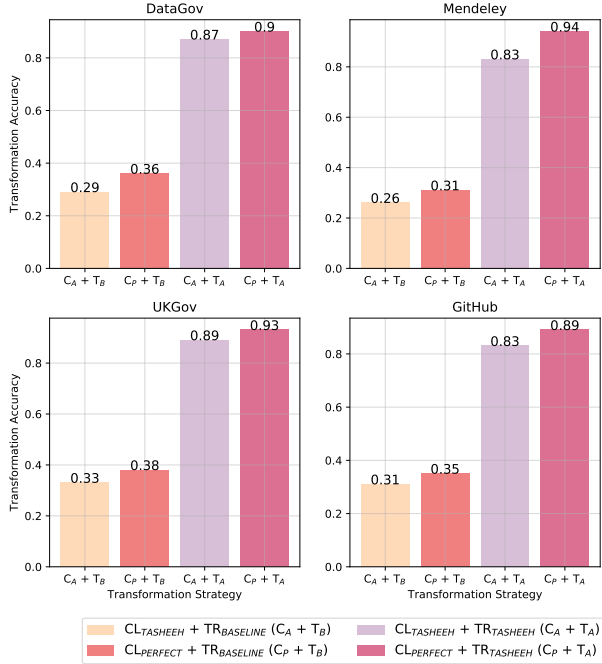 DataGov
Mendeley
Transformation Accuracy
0.8
0.6
0.4
0.2
0.0
0.29
0.36
0.87
0.9
C_A + T_B
C_P + T_B
C_A + T_A
C_P + T_A
0.8
0.6
0.4
0.2
0.0
0.26
0.31
0.83
0.94
C_A + T_B
C_P + T_B
C_A + T_A
C_P + T_A
UKGov
GitHub
Transformation Accuracy
0.8
0.6
0.4
0.2
0.0
0.33
0.38
0.89
0.93
C_A + T_B
C_P + T_B
C_A + T_A
C_P + T_A
Transformation Strategy
0.8
0.6
0.4
0.2
0.0
0.31
0.35
0.83
0.89
C_A + T_B
C_P + T_B
C_A + T_A
C_P + T_A
Transformation Strategy
CL_TASHEEH + TR_BASELINE (C_A + T_B)
CL_PERFECT + TR_BASELINE (C_P + T_B)
CL_TASHEEH + TR_TASHEEH (C_A + T_A)
CL_PERFECT + TR_TASHEEH (C_P + T_A)